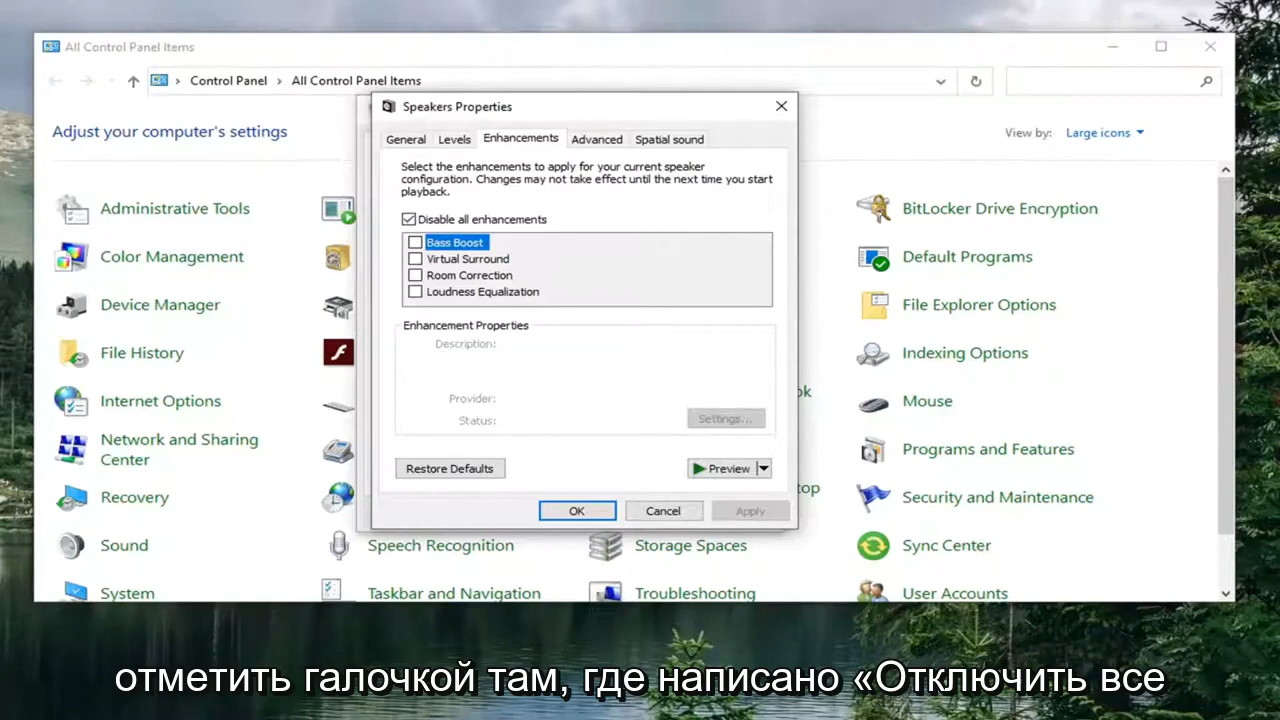 All Control Panel Items
Control Panel › All Control Panel Items
Adjust your computer's settings
View by: Large icons
Administrative Tools
Color Management
Device Manager
File History
Internet Options
Network and Sharing
Center
Recovery
Sound
System
Speakers Properties
General Levels Enhancements Advanced Spatial sound
Select the enhancements to apply for your current speaker
configuration. Changes may not take effect until the next time you start
playback.
Disable all enhancements
Bass Boost
Virtual Surround
Room Correction
Loudness Equalization
Enhancement Properties
Description:
Provider:
Status:
Settings...
Restore Defaults
Preview
OK Cancel Apply
Speech Recognition
Taskbar and Navigation
Storage Spaces
Troubleshooting
BitLocker Drive Encryption
Default Programs
File Explorer Options
Indexing Options
Mouse
Programs and Features
Security and Maintenance
Sync Center
User Accounts
отметить галочкой там, где написано «Отключить все